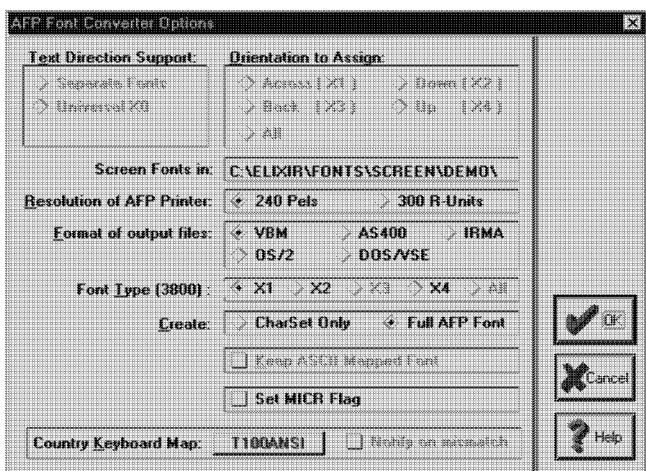 AFP Font Converter Options
Text Direction Support:
Separate Fonts
Universal X0
Orientation to Assign:
Across [ X1 ] Down [ X2 ]
Back [ X3 ] Up [ X4 ]
All
Screen Fonts in: C:\ELIXIR\FONTS\SCREEN\DEMO\
Resolution of AFP Printer: 240 Pels 300 R-Units
Format of output files: VBM AS400 IRMA
OS/2 DOS/VSE
Font Type (3800) : X1 X2 X3 X4 All
Create: CharSet Only Full AFP Font
Keep ASCII Mapped Font
Set MICR Flag
Country Keyboard Map: T100ANSI Notify on mismatch
OK
Cancel
Help